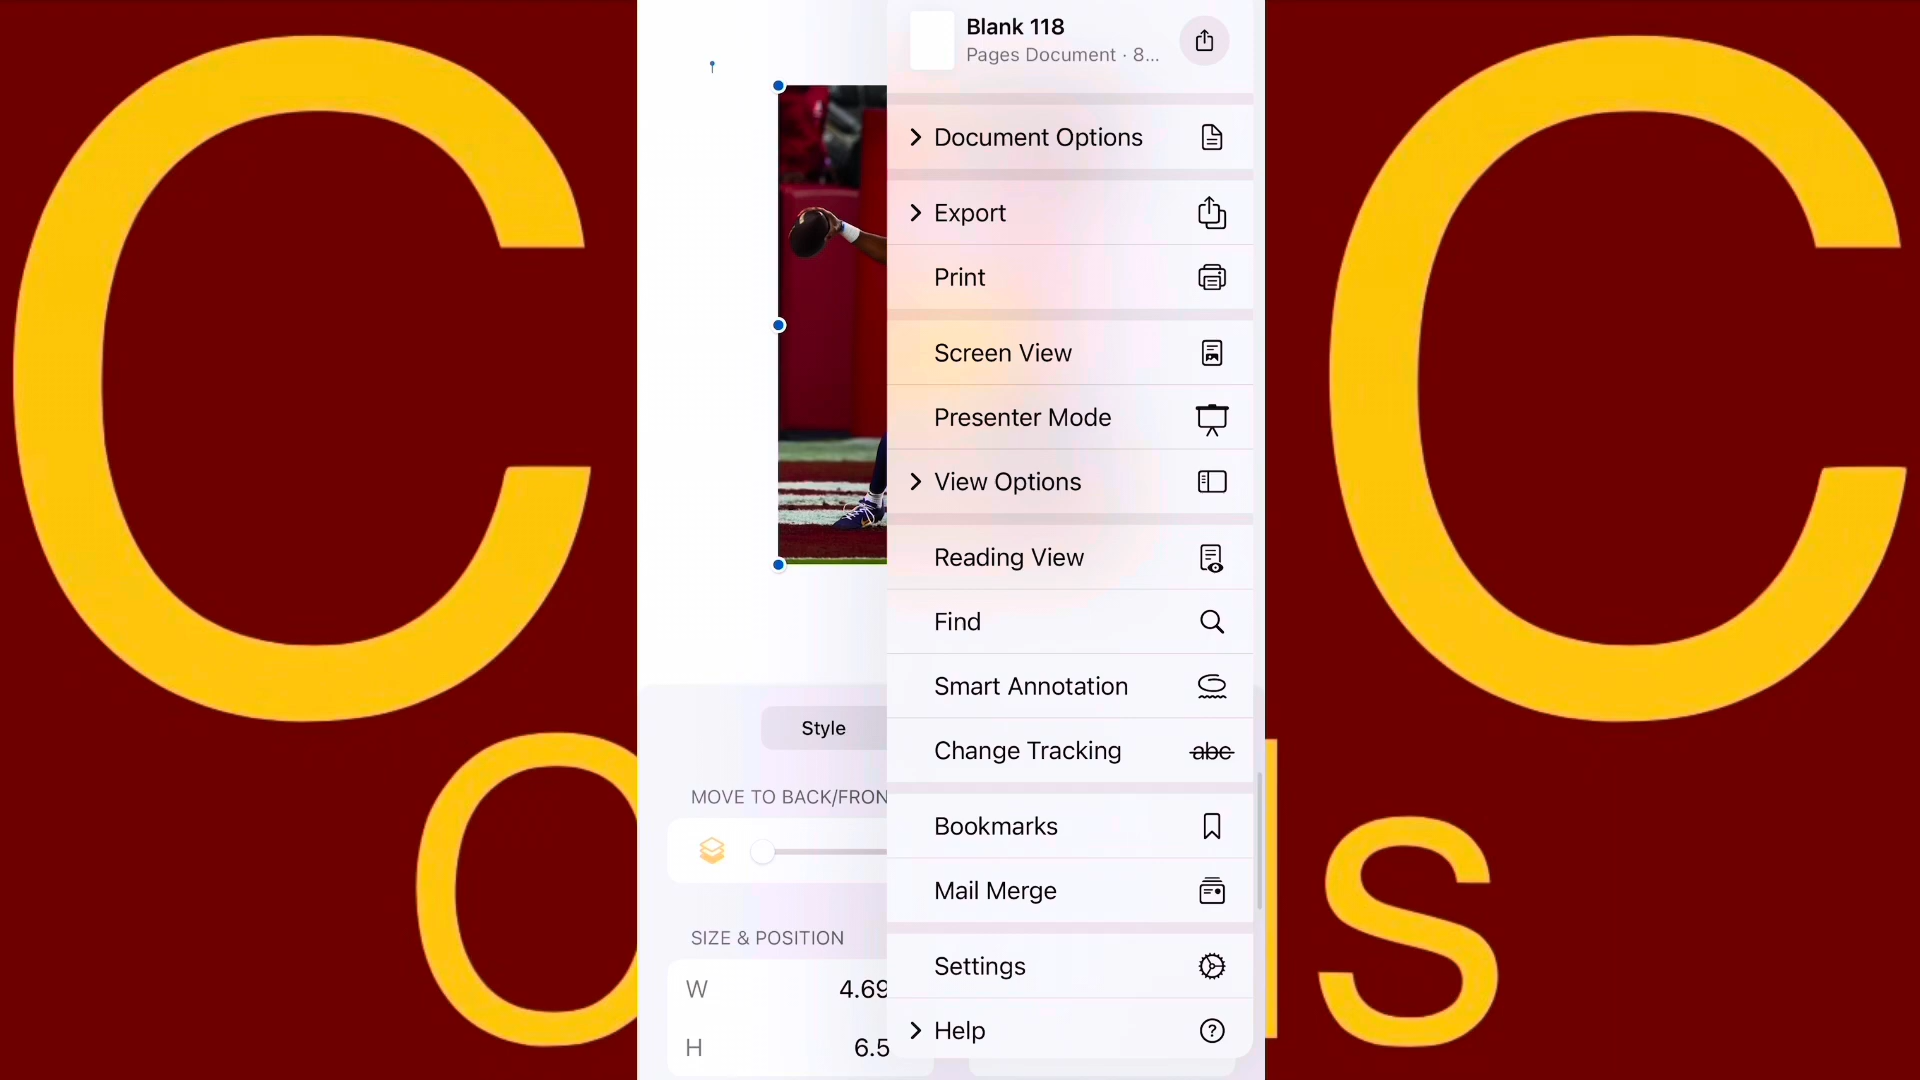 C
C
O
ls
Blank 118
Pages Document · 8...
Document Options
Export
Print
Screen View
Presenter Mode
View Options
Reading View
Find
Smart Annotation
Change Tracking
abc
Bookmarks
Mail Merge
Settings
Help
Style
MOVE TO BACK/FRON
SIZE & POSITION
W 4.69
H 6.5